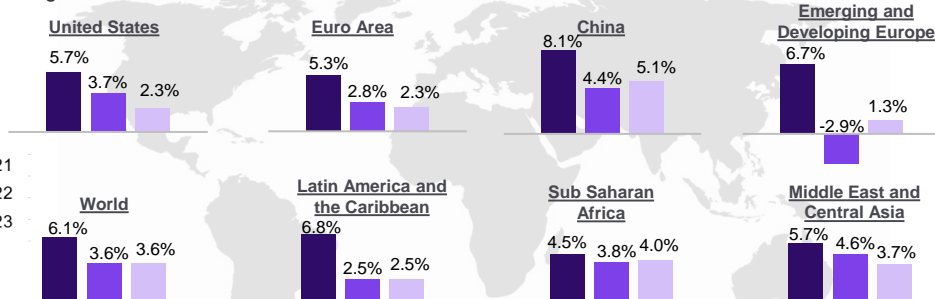 United States
Euro Area
China
Emerging and
Developing Europe
5.7%
3.7%
2.3%
5.3%
2.8%
2.3%
8.1%
4.4%
5.1%
6.7%
-2.9%
1.3%
21
22
23
World
Latin America and
the Caribbean
Sub Saharan
Africa
Middle East and
Central Asia
6.1%
3.6%
3.6%
6.8%
2.5%
2.5%
4.5%
3.8%
4.0%
5.7%
4.6%
3.7%